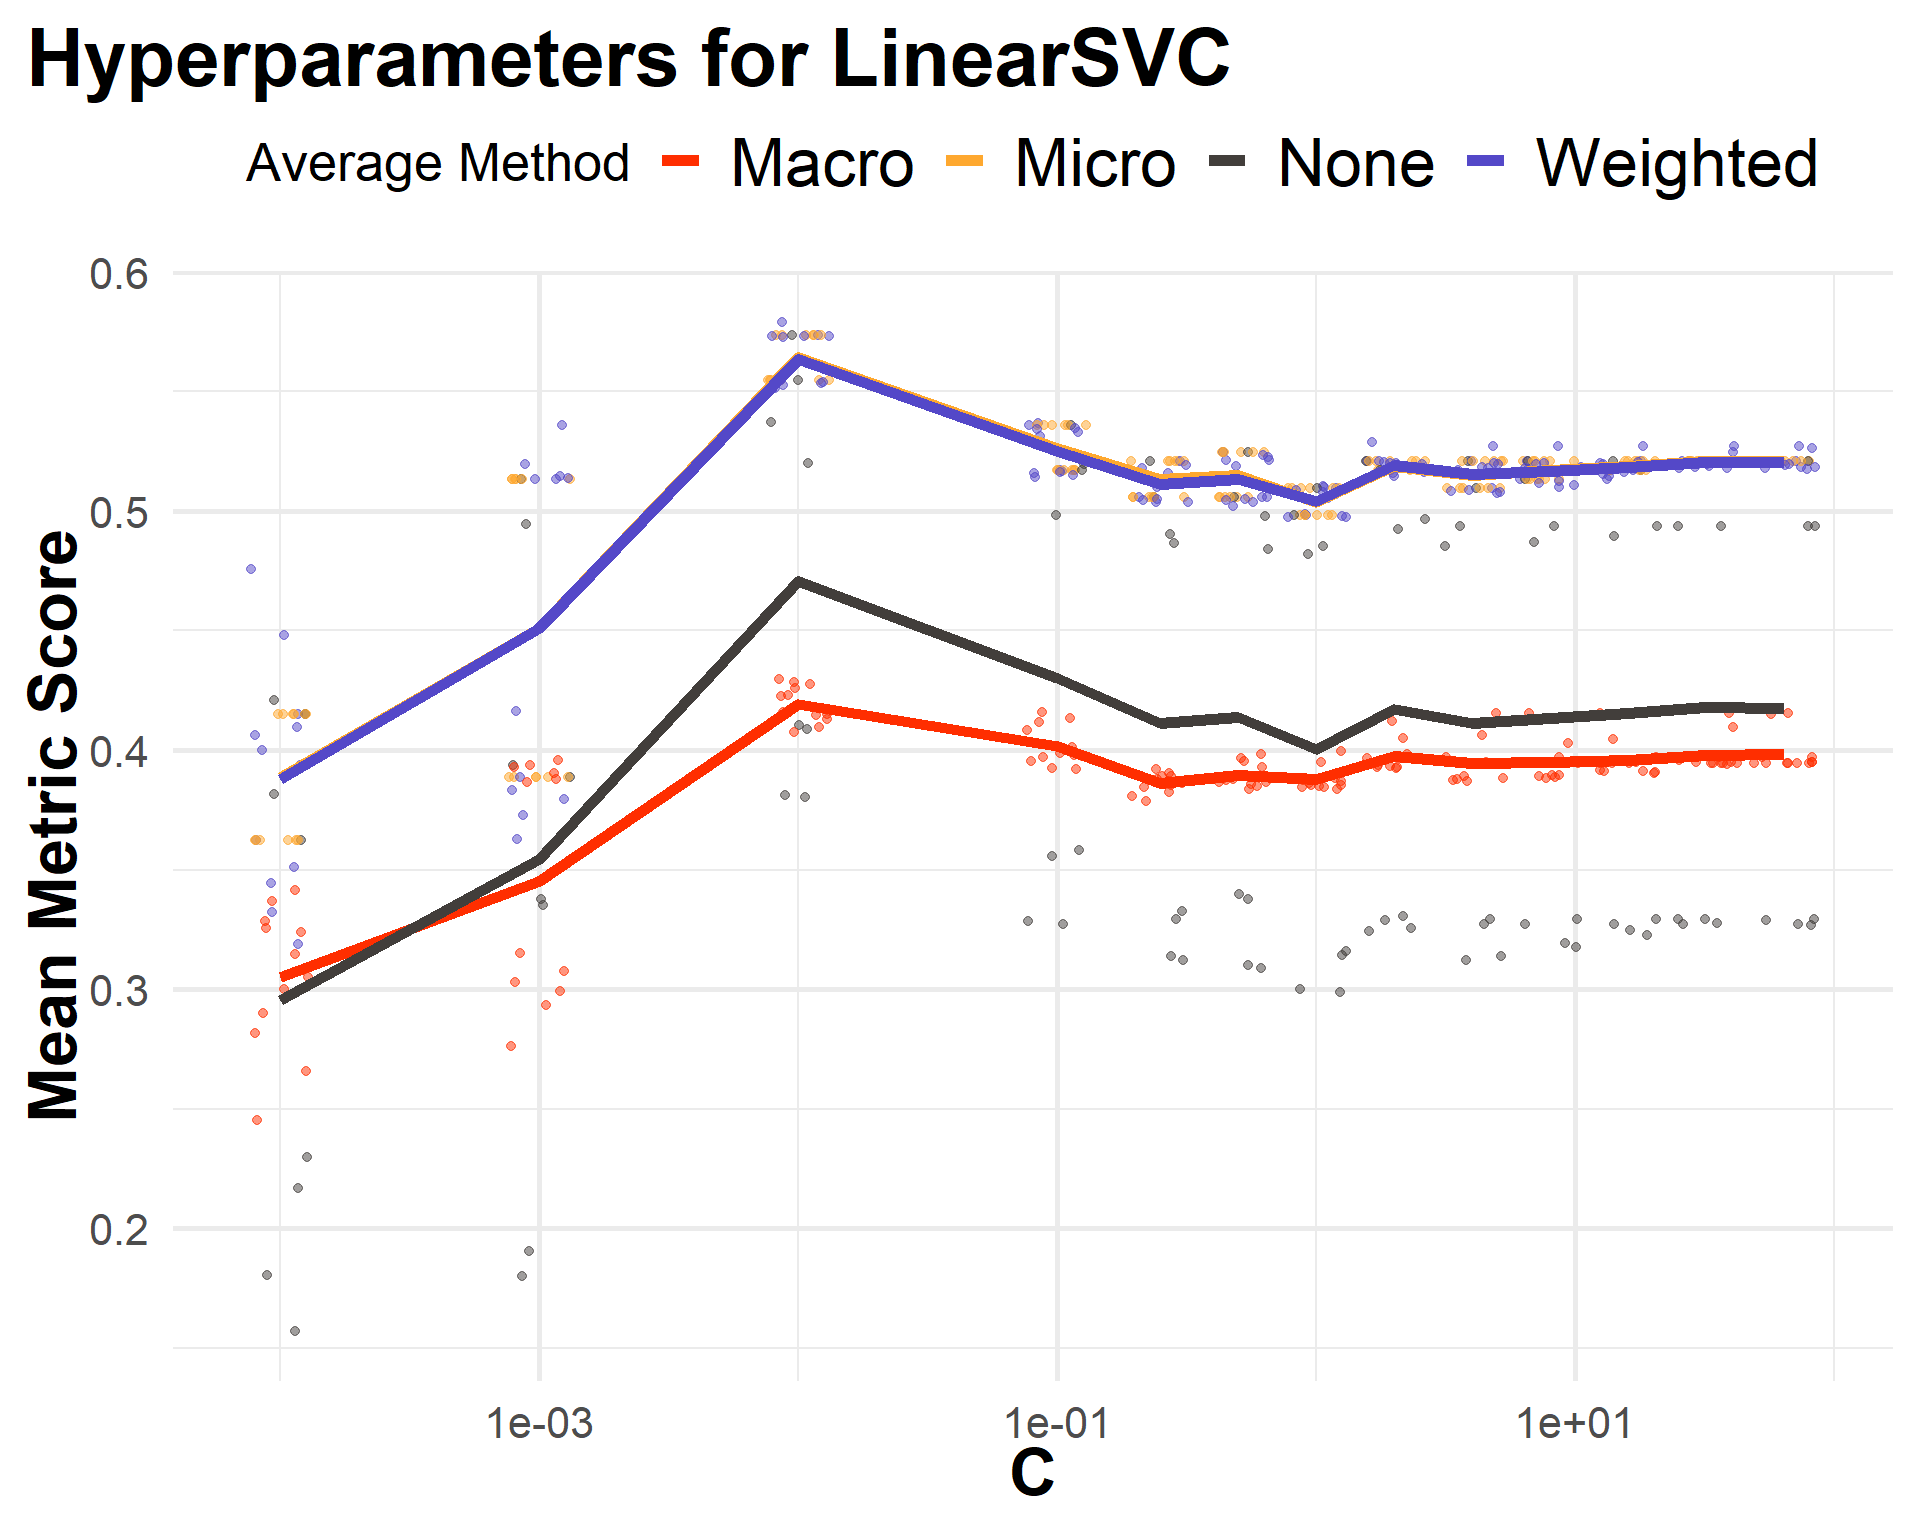 Hyperparameters for LinearSVC
Average Method Macro Micro None Weighted
Mean Metric Score
0.6
0.5
0.4
0.3
0.2
1e-03 1e-01 1e+01
C